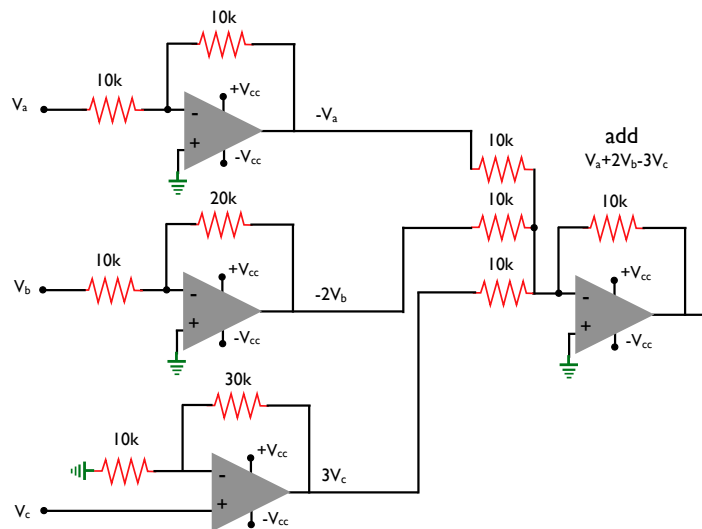 10k
10k
+Vcc
Va
-
+
-Va
-Vcc
10k
add
Va+2Vb-3Vc
20k
10k
10k
10k
+Vcc
10k
Vb
-
+
-2Vb
-Vcc
+Vcc
-
+
-Vcc
30k
10k
+Vcc
-
3Vc
Vc
+
-Vcc